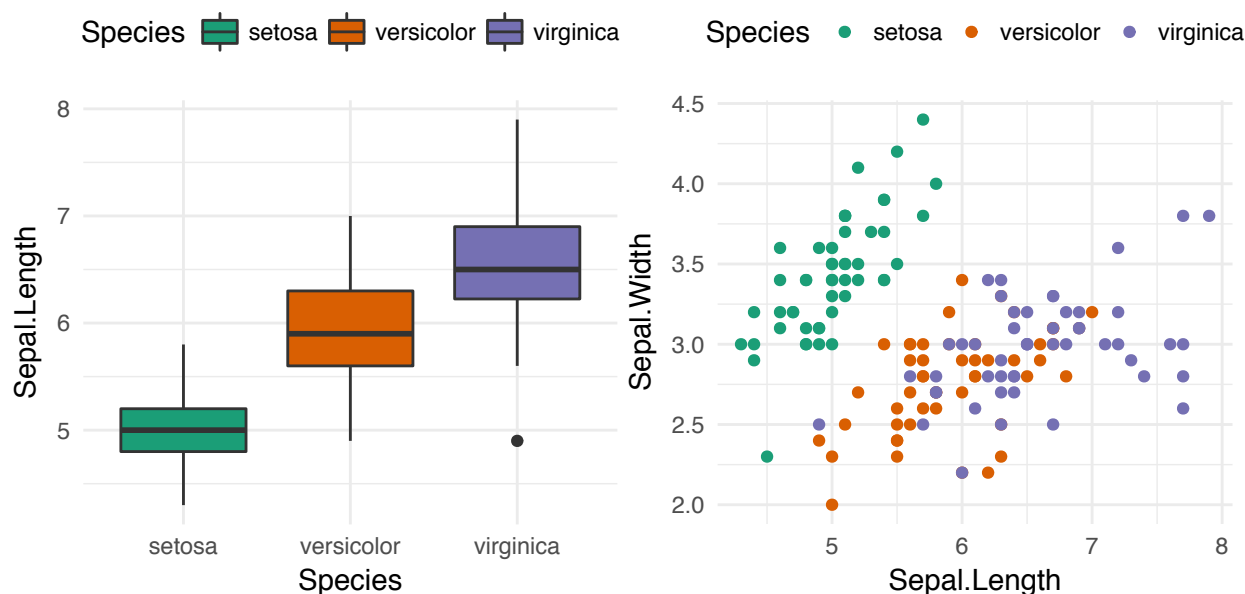 Species setosa versicolor virginica
8
7
6
5
Sepal.Length
setosa versicolor virginica
Species
Species setosa versicolor virginica
4.5
4.0
3.5
3.0
2.5
2.0
Sepal.Width
5 6 7 8
Sepal.Length